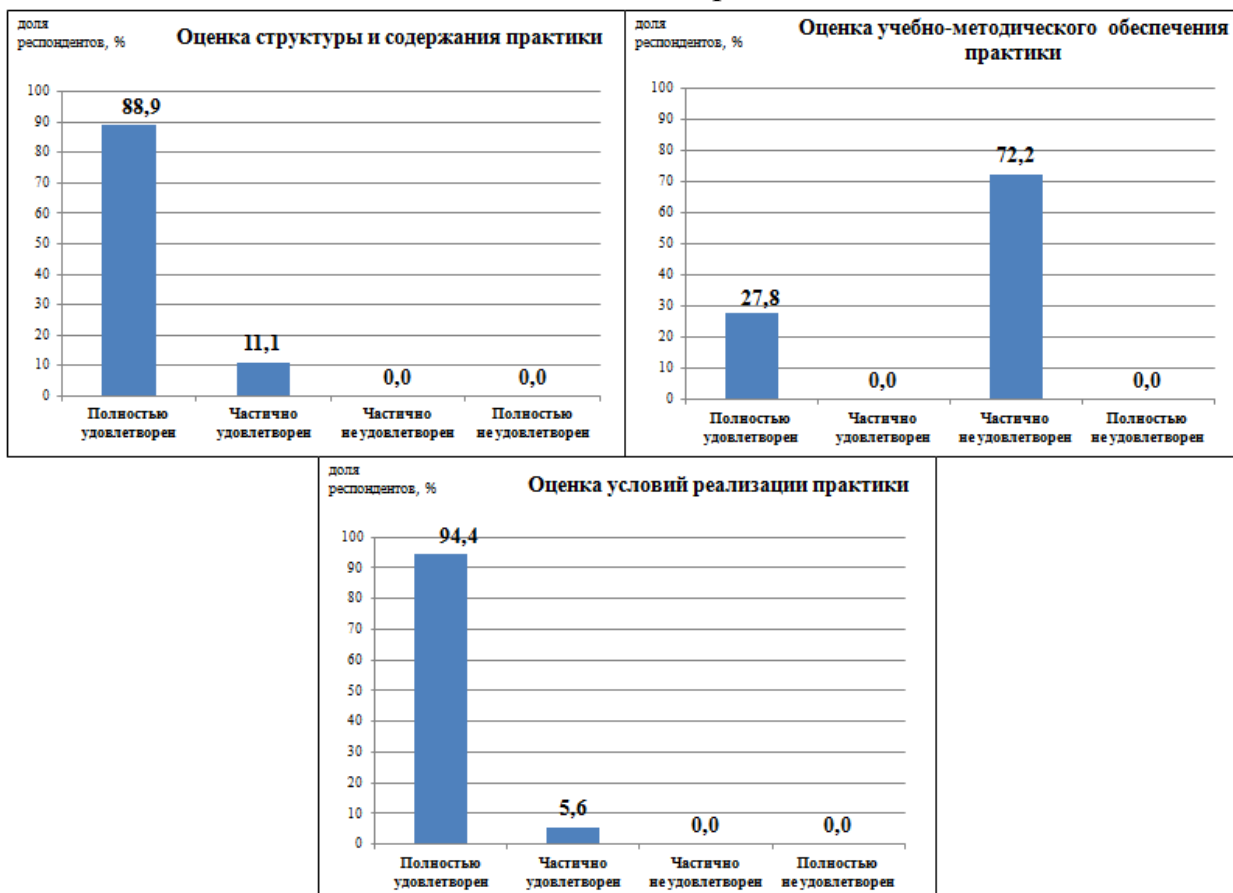 доля
респондентов, %
Оценка структуры и содержания практики
100
90
80
70
60
50
40
30
20
10
0
88,9
11,1
0,0
0,0
Полностью
удовлетворен
Частично
удовлетворен
Частично
не удовлетворен
Полностью
не удовлетворен
доля
респондентов, %
Оценка учебно-методического обеспечения
практики
100
90
80
70
60
50
40
30
20
10
0
27,8
0,0
72,2
0,0
Полностью
удовлетворен
Частично
удовлетворен
Частично
не удовлетворен
Полностью
не удовлетворен
доля
респондентов, %
Оценка условий реализации практики
100
90
80
70
60
50
40
30
20
10
0
94,4
5,6
0,0
0,0
Полностью
удовлетворен
Частично
удовлетворен
Частично
не удовлетворен
Полностью
не удовлетворен